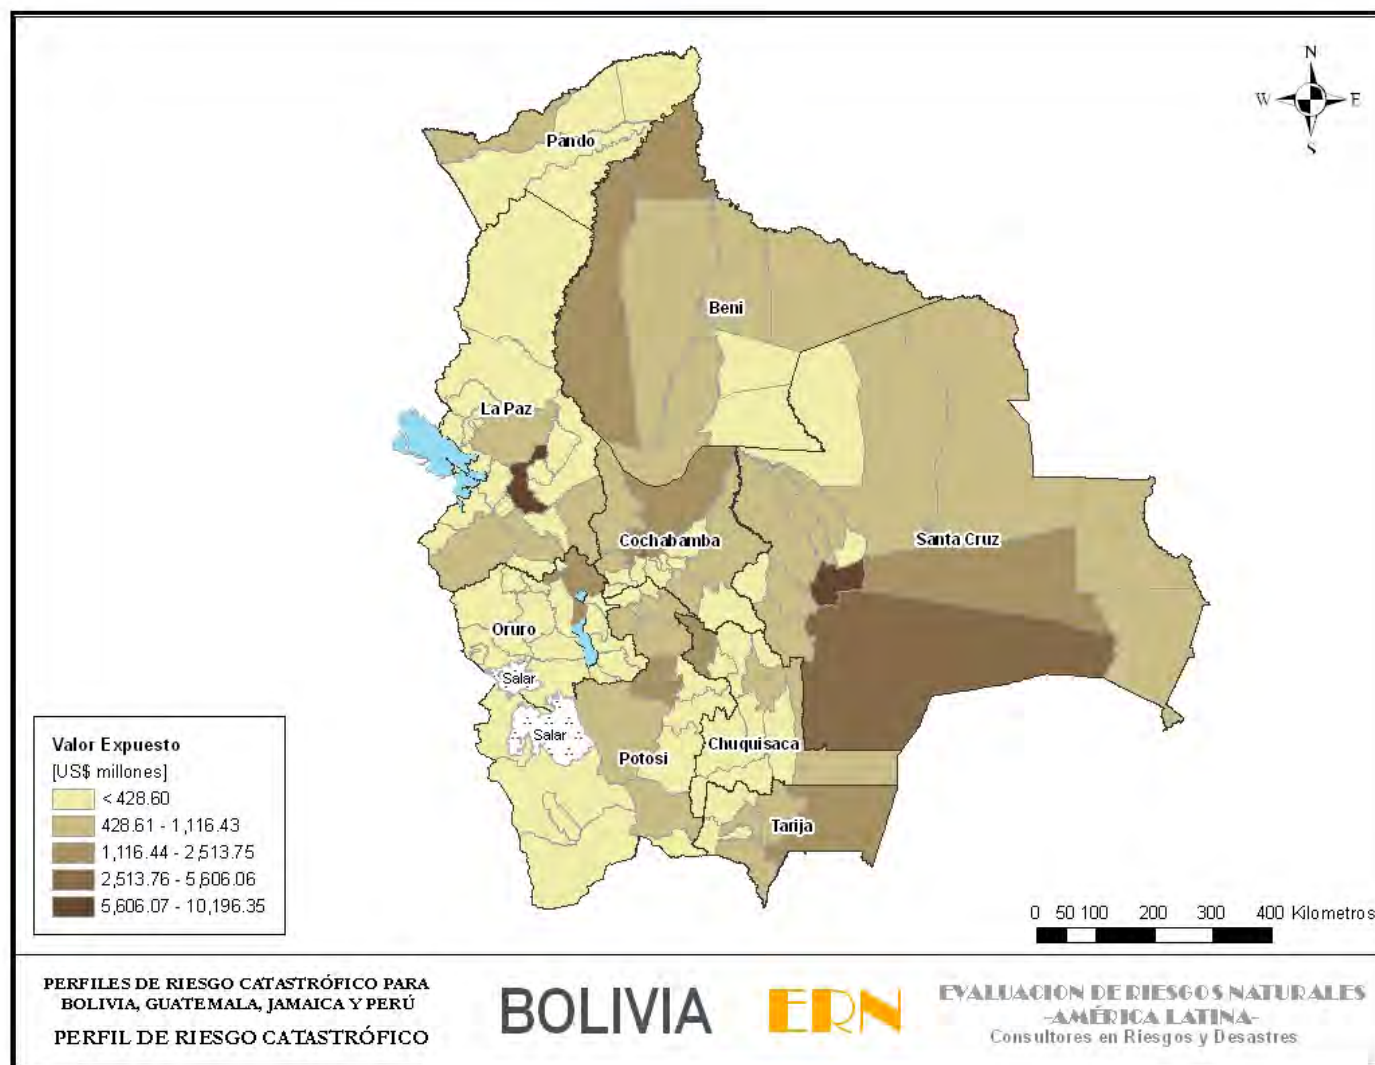 N
W E
S
Pando
Beni
La Paz
Cochabamba
Santa Cruz
Oruro
Salar
Salar
Potosi
Chuquisaca
Tarija
Valor Expuesto
[US$ millones]
< 428.60
428.61 - 1,116.43
1,116.44 - 2,513.75
2,513.76 - 5,606.06
5,606.07 - 10,196.35
0 50 100 200 300 400 Kilometros
PERFILES DE RIESGO CATASTRÓFICO PARA
BOLIVIA, GUATEMALA, JAMAICA Y PERÚ
PERFIL DE RIESGO CATASTRÓFICO
BOLIVIA
ERN
EVALUACION DE RIESGOS NATURALES
-AMÉRICA LATINA-
Consultores en Riesgos y Desastres